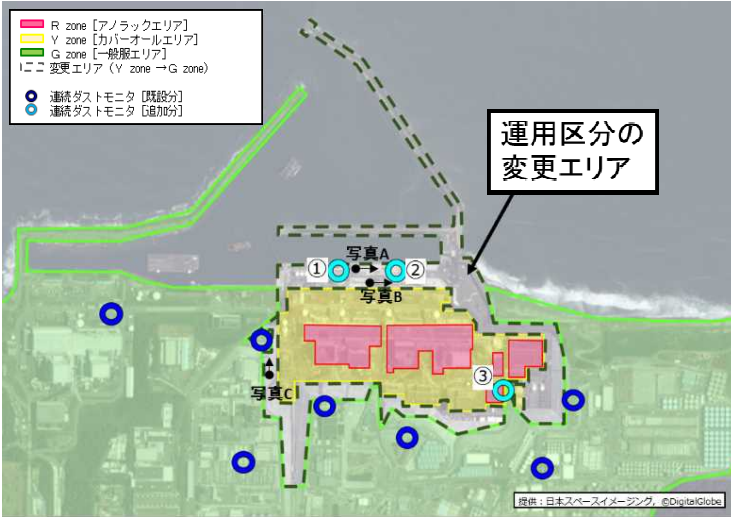 R zone [アノラックエリア]
Y zone [カバーオールエリア]
G zone [一般服エリア]
変更エリア（Y zone →G zone）
連続ダストモニタ [既設分]
連続ダストモニタ [追加分]
運用区分の
変更エリア
写真A
① ②
写真B
③
写真C
提供：日本スペースイメージング，©DigitalGlobe